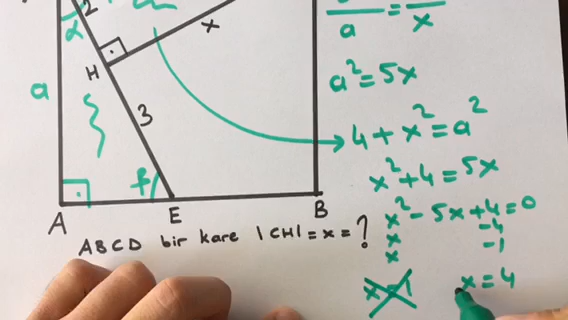 2
α
H
x
a
3
A
E
B
a = x
a² = 5x
4 + x² = a²
x² + 4 = 5x
x² - 5x + 4 = 0
x -4
x -1
x = 1
x = 4
ABCD bir kare |CH| = x = ?